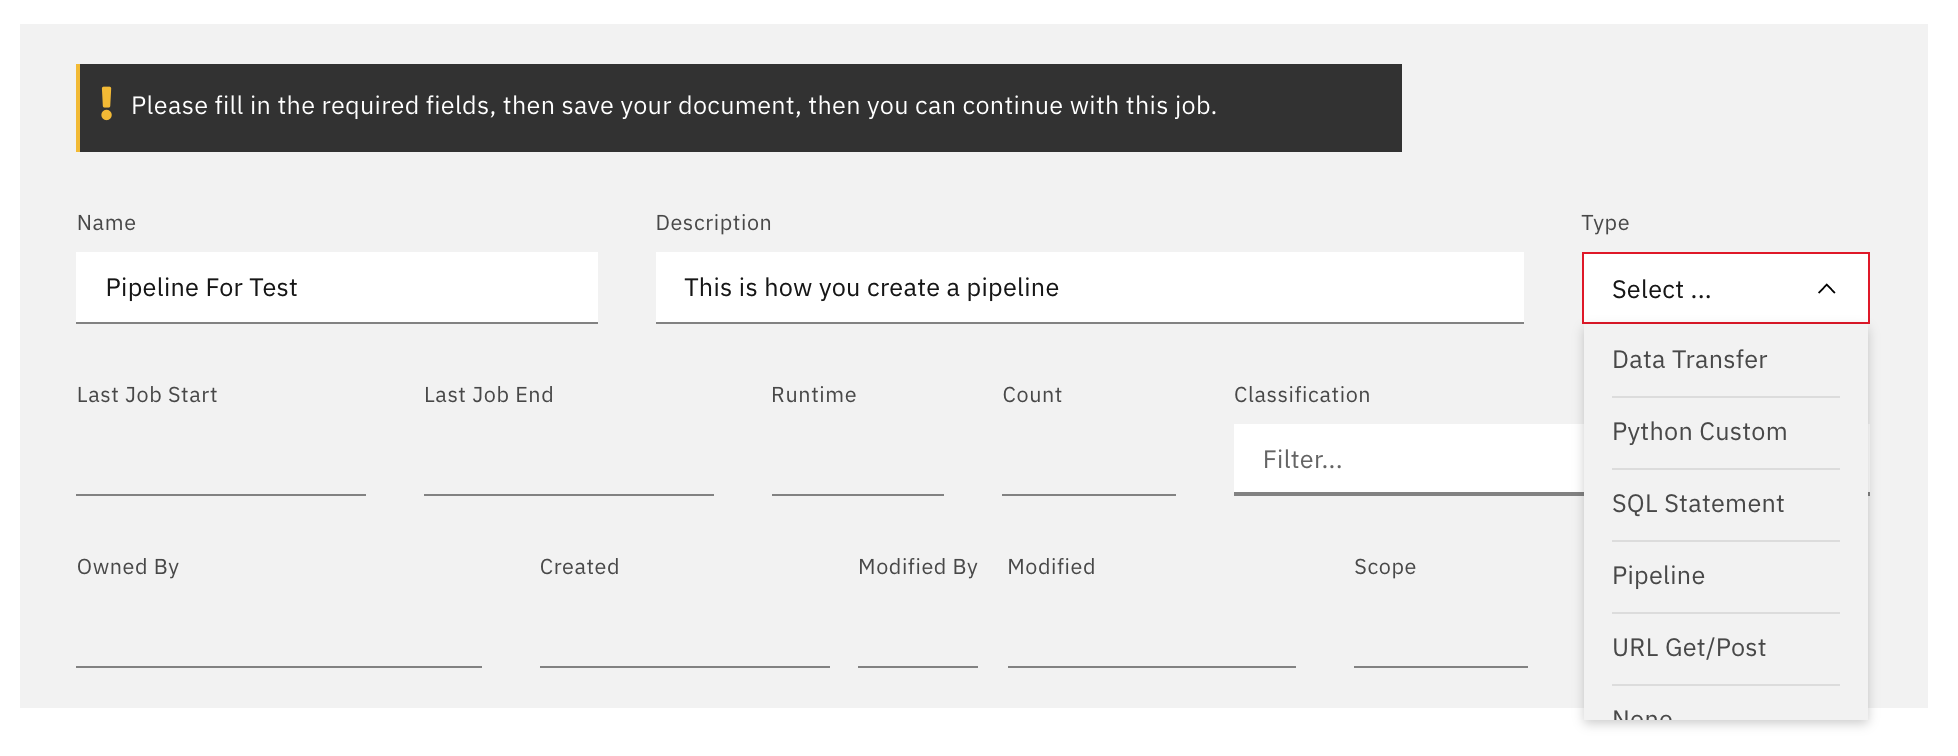 ! Please fill in the required fields, then save your document, then you can continue with this job.
Name Description Type
Pipeline For Test This is how you create a pipeline Select ...
Data Transfer
Last Job Start Last Job End Runtime Count Classification
Python Custom
Filter...
SQL Statement
Owned By Created Modified By Modified Scope
Pipeline
URL Get/Post
None